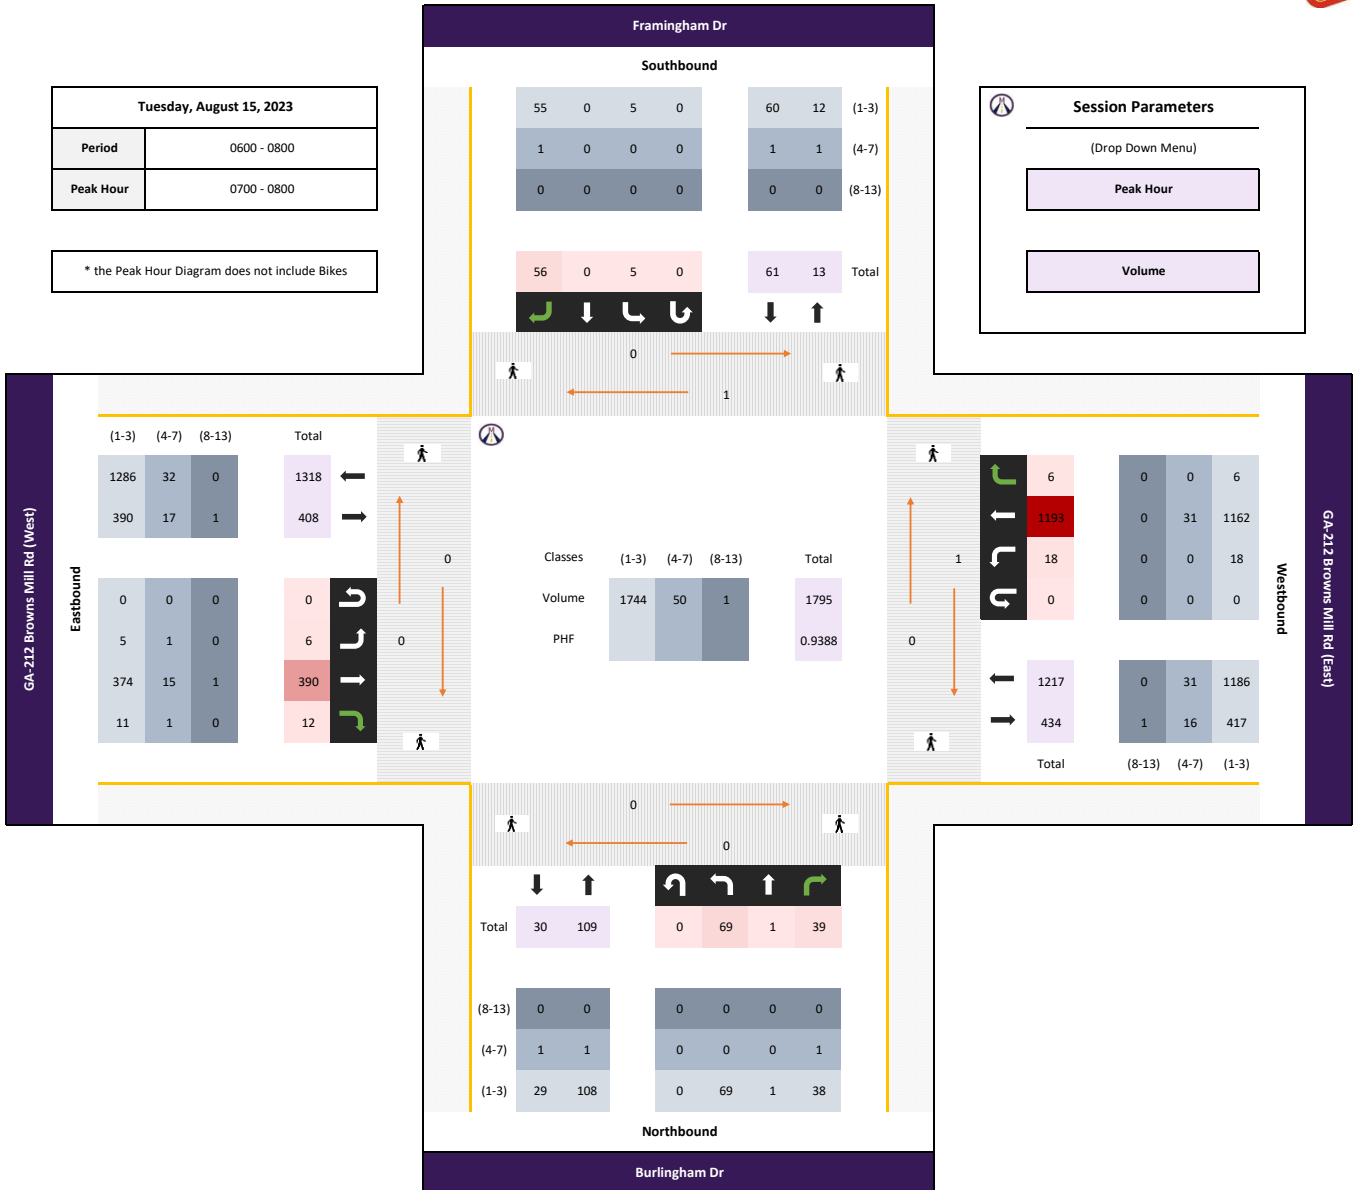 Framingham Dr
Southbound
Tuesday, August 15, 2023
Period 0600 - 0800
Peak Hour 0700 - 0800
* the Peak Hour Diagram does not include Bikes
Session Parameters
(Drop Down Menu)
Peak Hour
Volume
55 0 5 0 60 12 (1-3)
1 0 0 0 1 1 (4-7)
0 0 0 0 0 0 (8-13)
56 0 5 0 61 13 Total
0
1
GA-212 Browns Mill Rd (West)
Eastbound
(1-3) (4-7) (8-13) Total
1286 32 0 1318
390 17 1 408
0 0 0 0
5 1 0 6
374 15 1 390
11 1 0 12
0
0
Classes (1-3) (4-7) (8-13) Total
Volume 1744 50 1 1795
PHF 0.9388
1
0
6 0 0 6
1193 0 31 1162
18 0 0 18
0 0 0 0
1217 0 31 1186
434 1 16 417
Total (8-13) (4-7) (1-3)
Westbound
GA-212 Browns Mill Rd (East)
0
0
Total 30 109 0 69 1 39
(8-13) 0 0 0 0 0 0
(4-7) 1 1 0 0 0 1
(1-3) 29 108 0 69 1 38
Northbound
Burlingham Dr